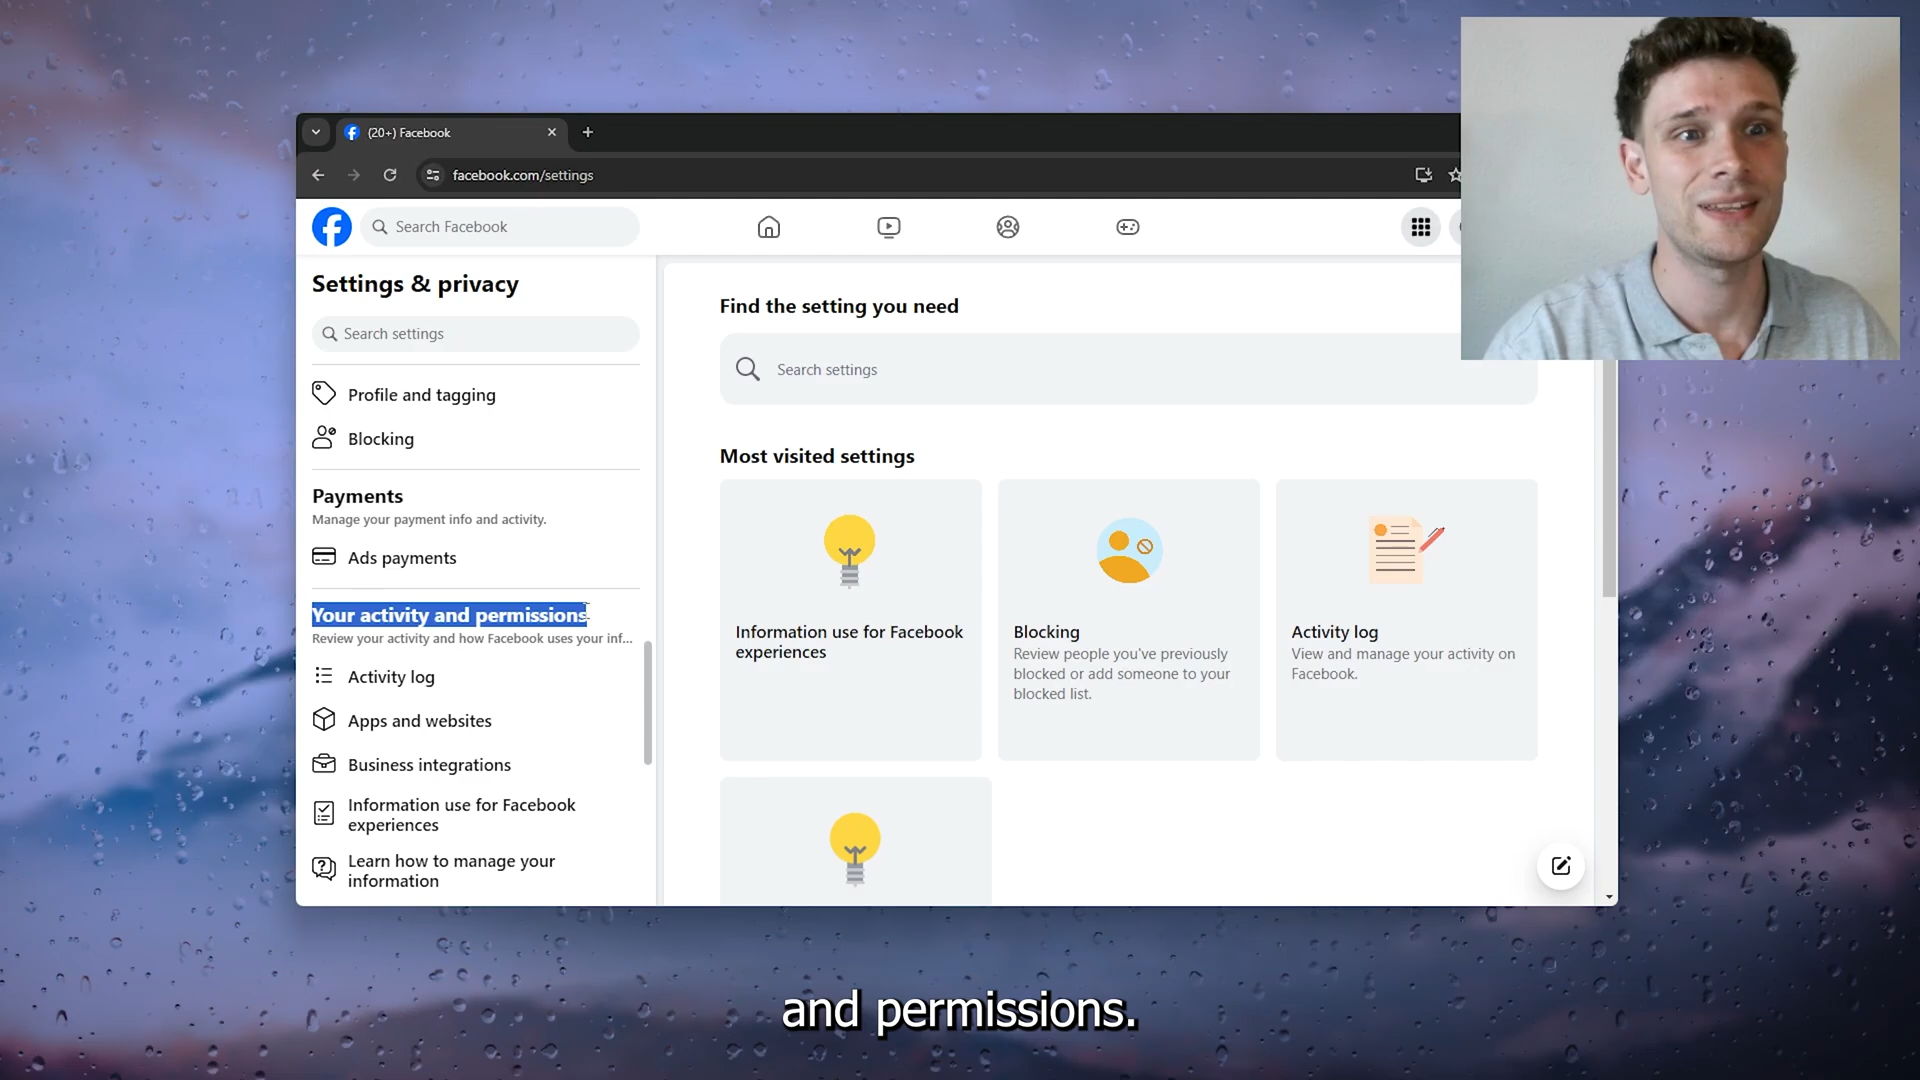 (20+) Facebook
facebook.com/settings
Search Facebook
Settings & privacy
Search settings
Profile and tagging
Blocking
Payments
Manage your payment info and activity.
Ads payments
Your activity and permissions
Review your activity and how Facebook uses your inf...
Activity log
Apps and websites
Business integrations
Information use for Facebook
experiences
Learn how to manage your
information
Find the setting you need
Search settings
Most visited settings
Information use for Facebook
experiences
Blocking
Review people you've previously
blocked or add someone to your
blocked list.
Activity log
View and manage your activity on
Facebook.
and permissions.